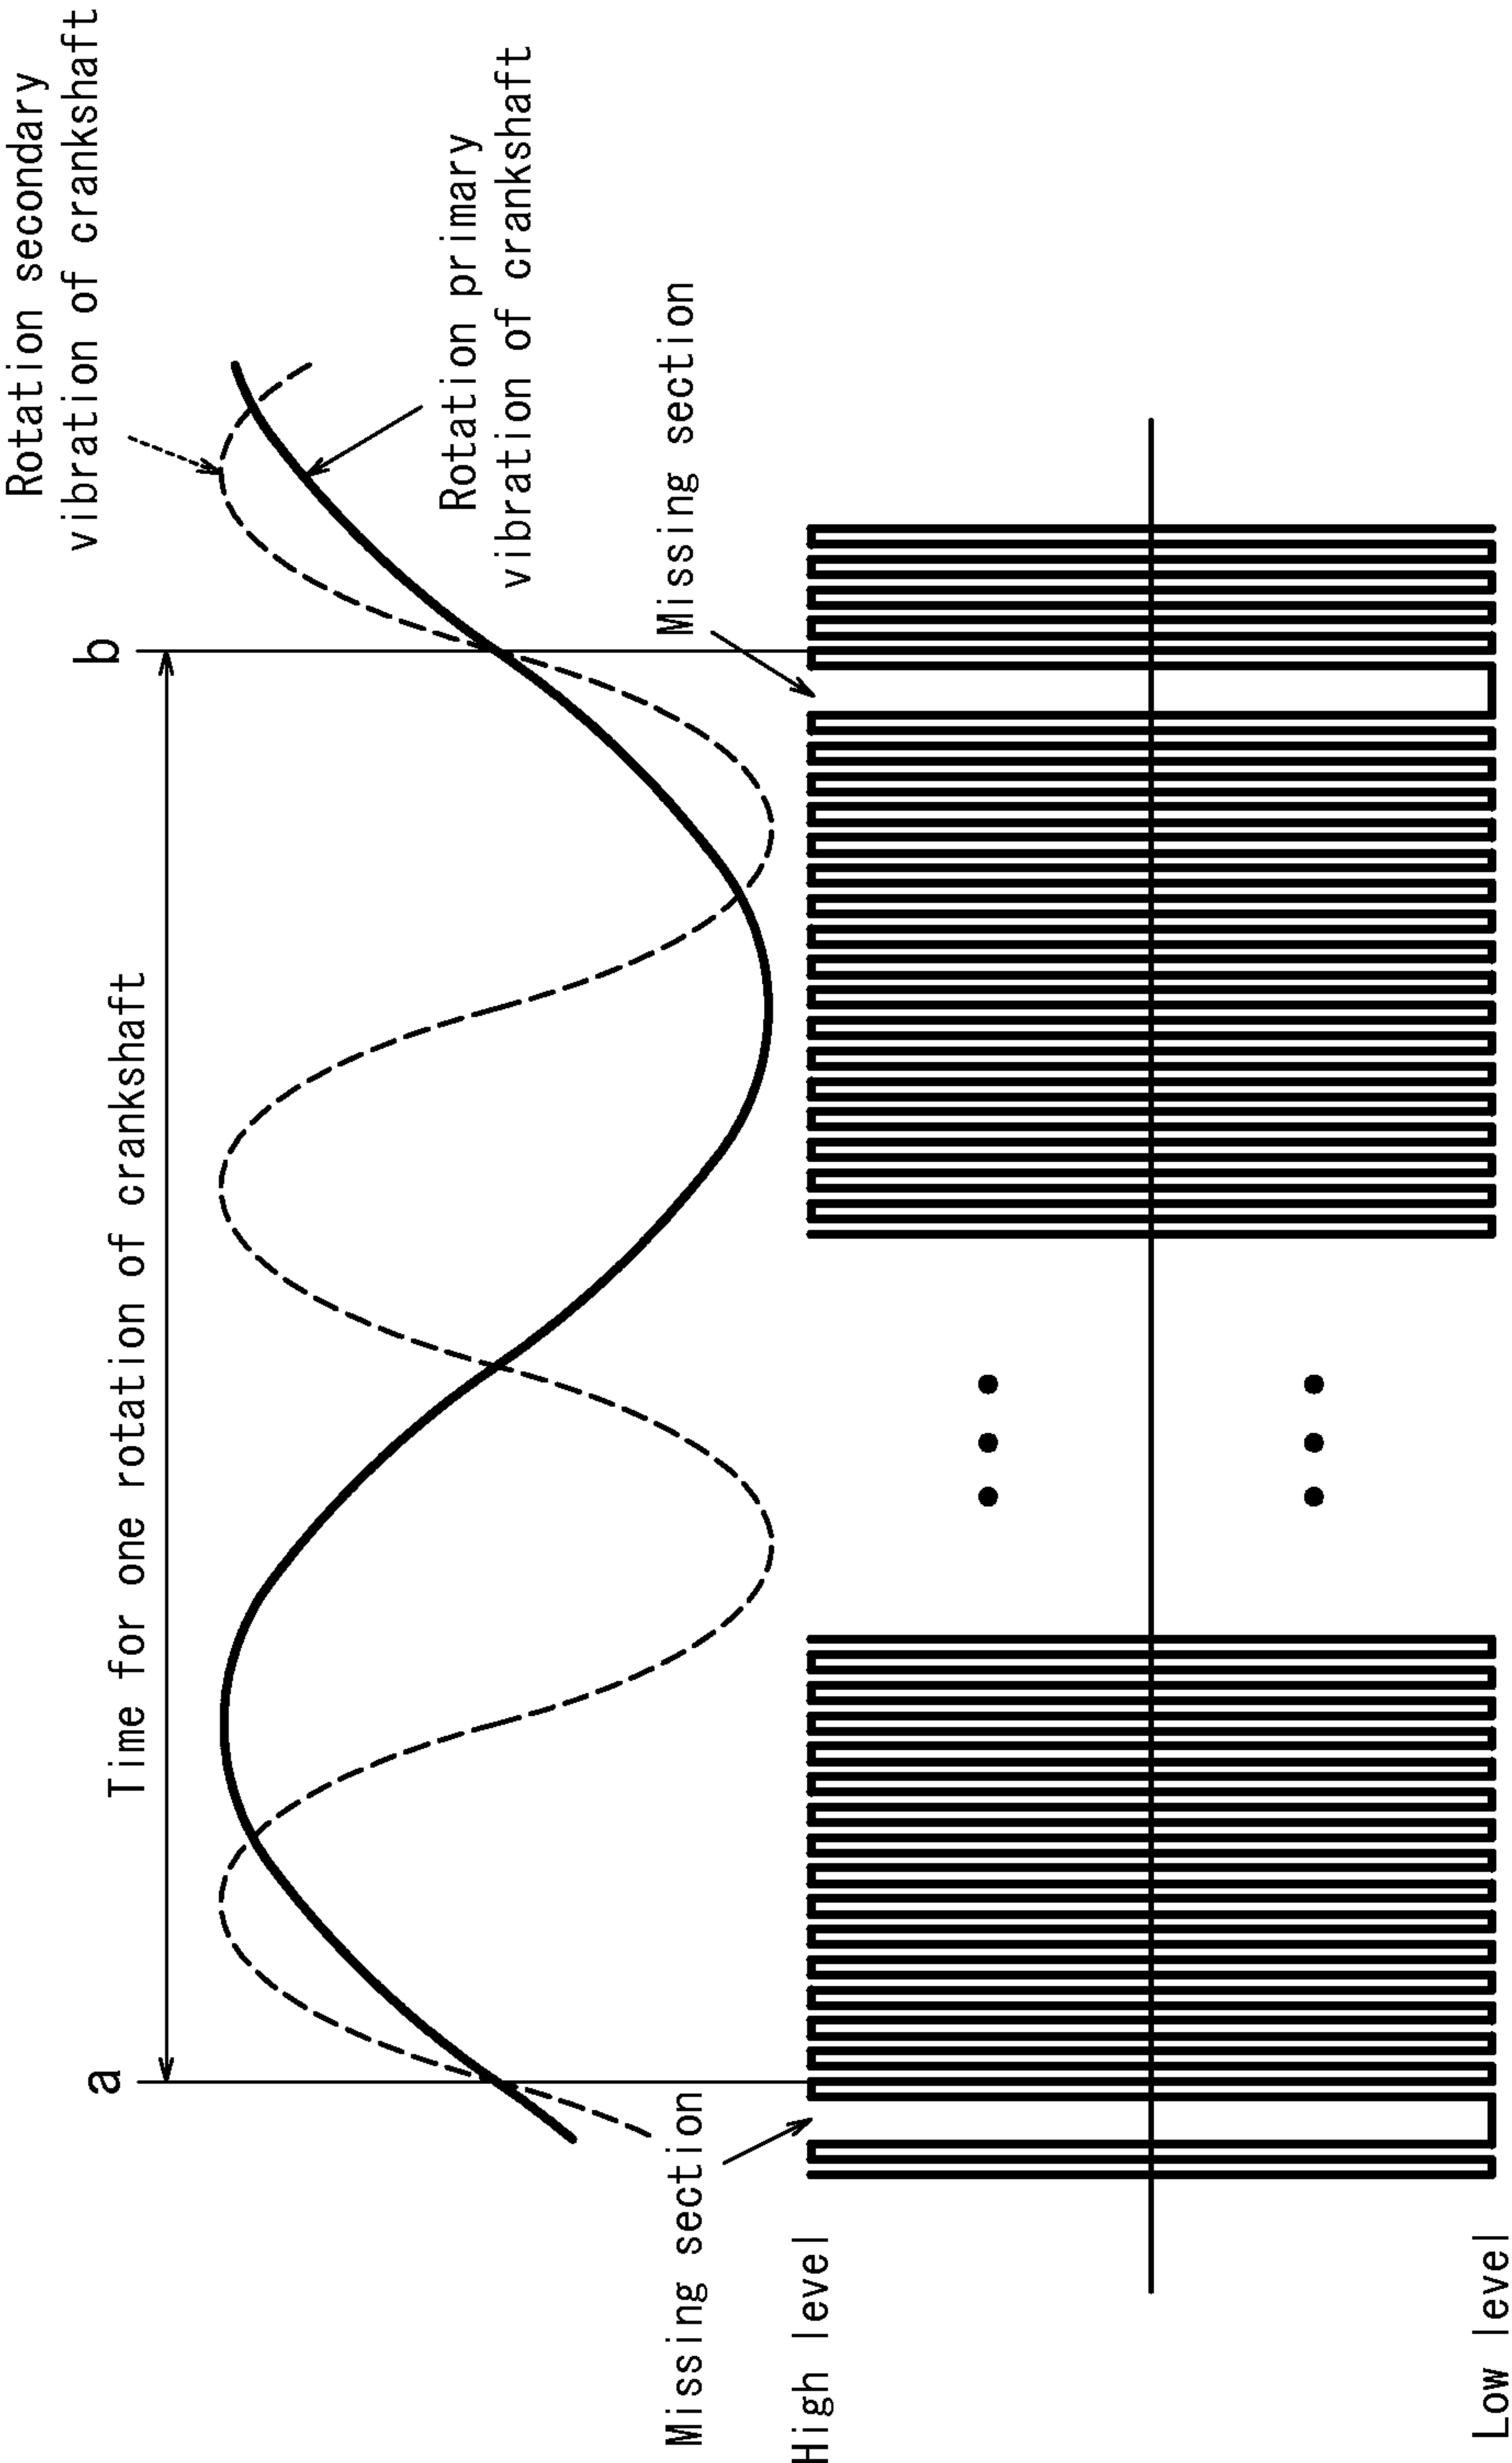 Rotation secondary
vibration of crankshaft
Time for one rotation of crankshaft
a
b
Rotation primary
vibration of crankshaft
Missing section
Missing section
High level
Low level